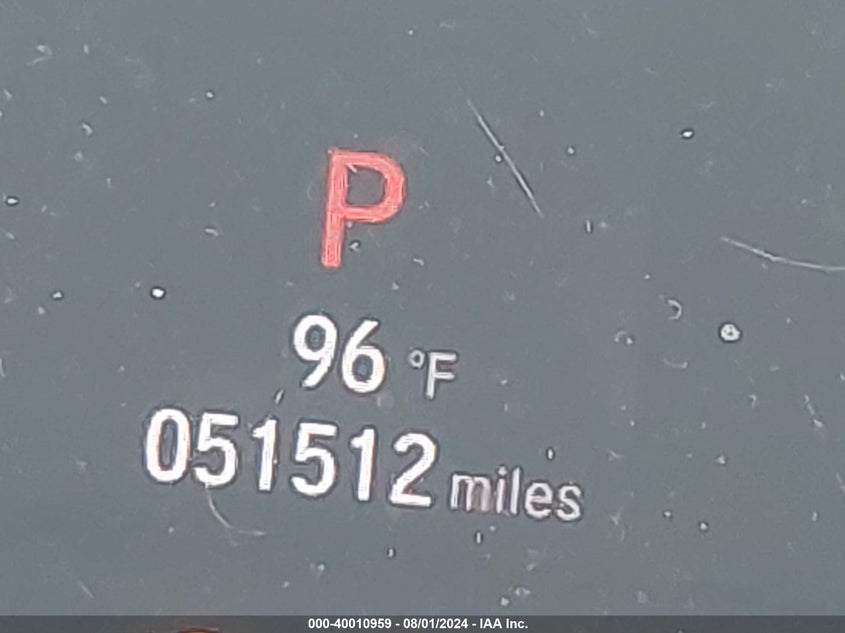 P
96 °F
051512 miles
000-40010959 - 08/01/2024 - IAA Inc.